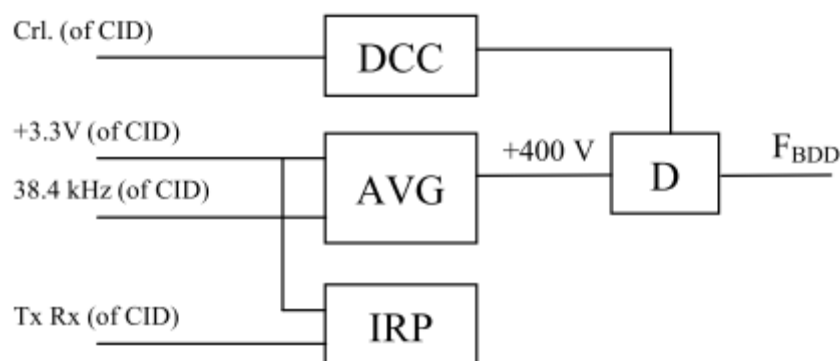 Crl. (of CID)
DCC
+3.3V (of CID)
+400 V
F_BDD
38.4 kHz (of CID)
AVG
D
Tx Rx (of CID)
IRP